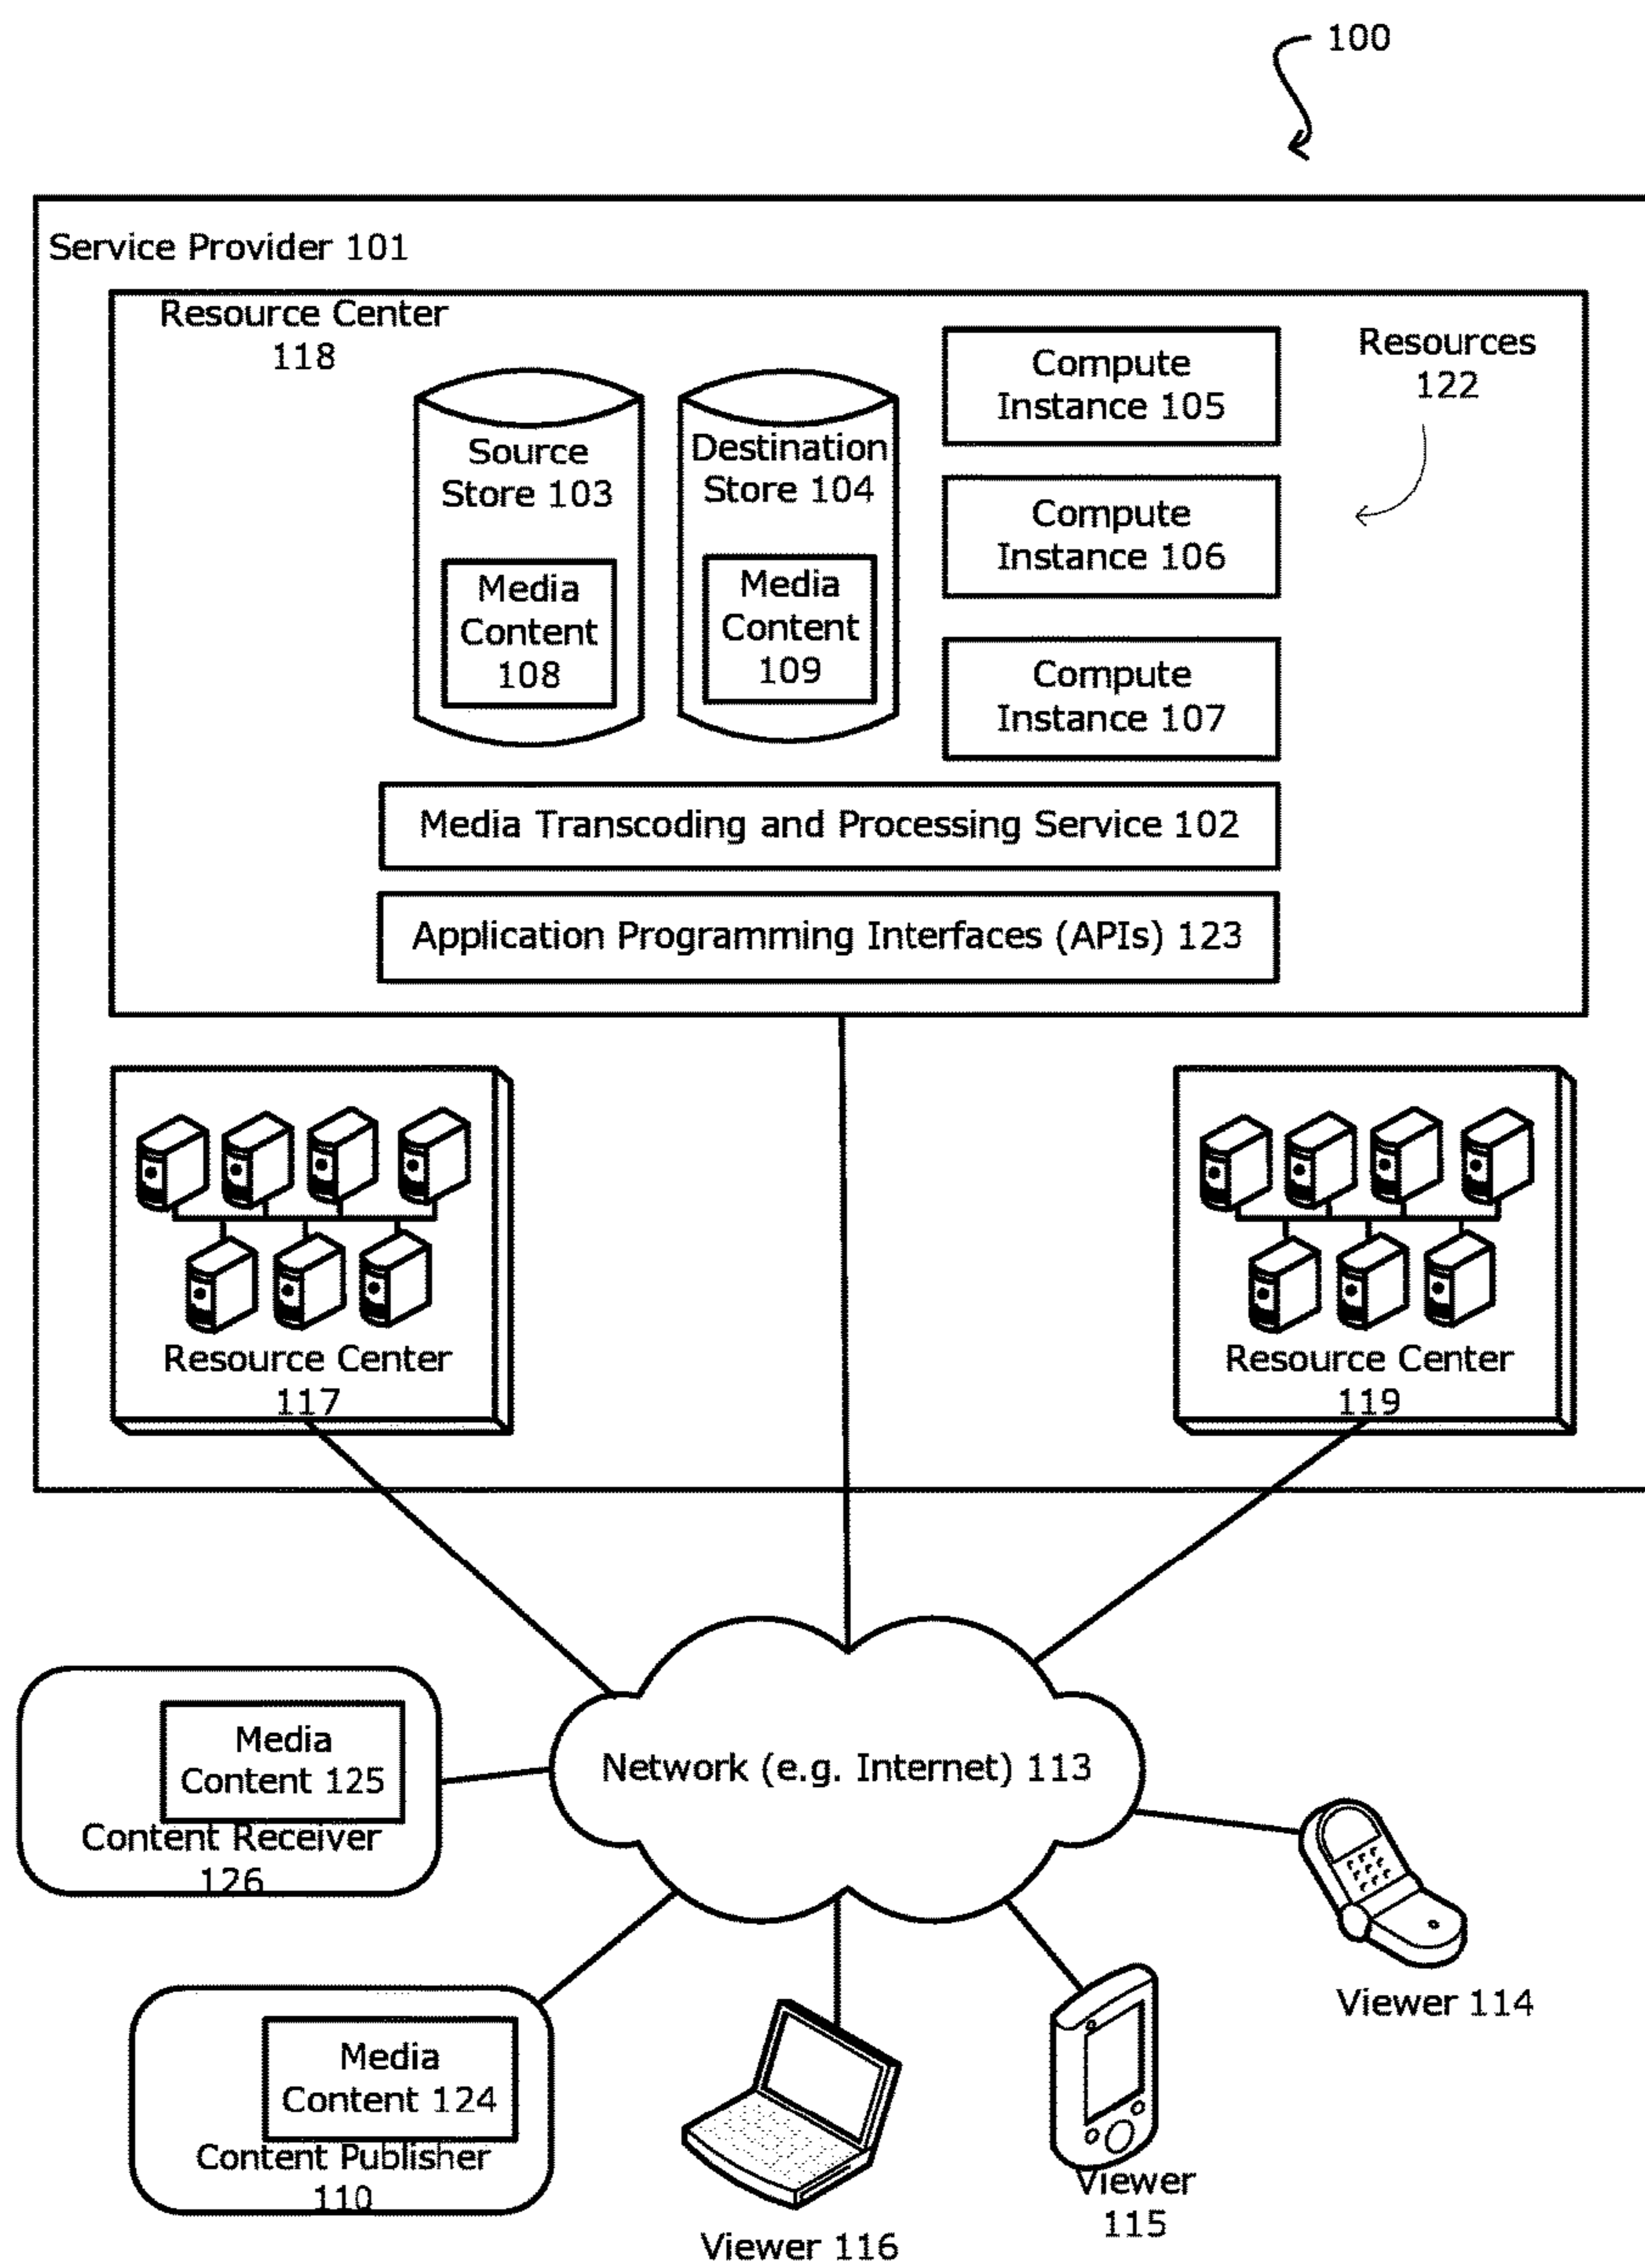 100
Service Provider 101
Resource Center
118
Resources
122
Source
Store 103
Media
Content
108
Destination
Store 104
Media
Content
109
Compute
Instance 105
Compute
Instance 106
Compute
Instance 107
Media Transcoding and Processing Service 102
Application Programming Interfaces (APIs) 123
Resource Center
117
Resource Center
119
Network (e.g. Internet) 113
Media
Content 125
Content Receiver
126
Media
Content 124
Content Publisher
110
Viewer 116
Viewer
115
Viewer 114